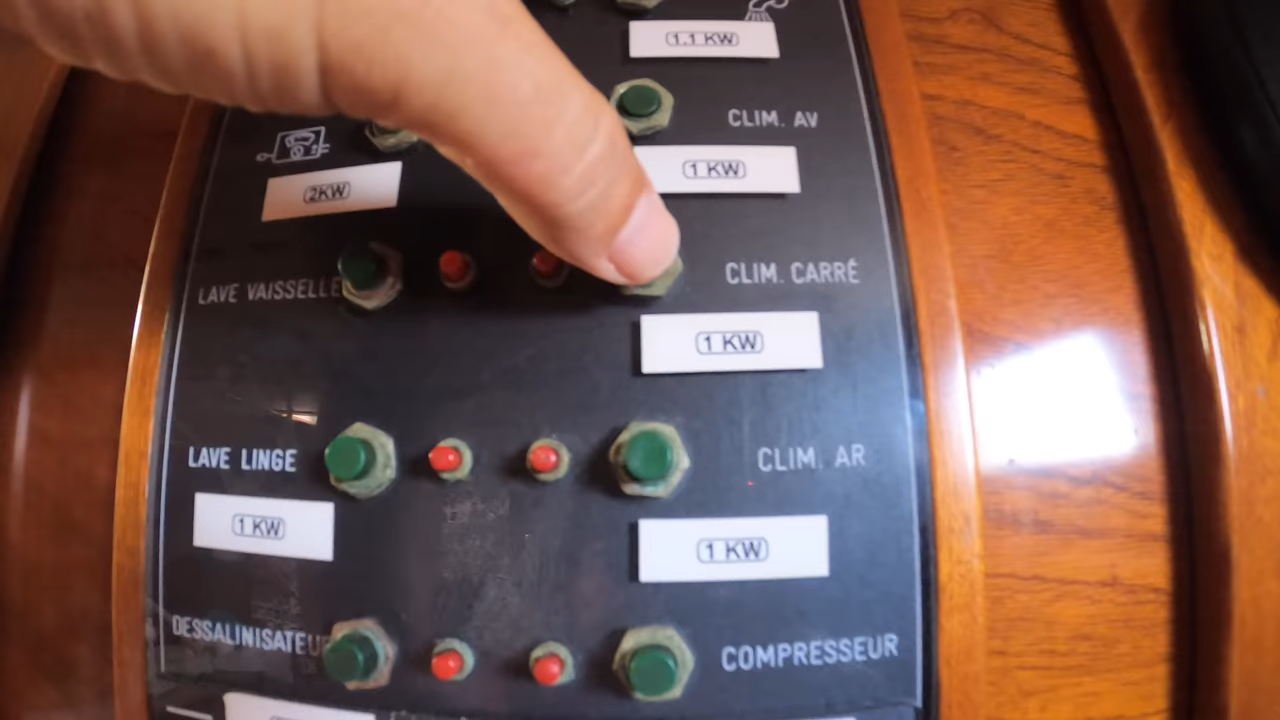 1.1 KW
CLIM. AV
1 KW
2KW
LAVE VAISSELLE
CLIM. CARRÉ
1 KW
LAVE LINGE
CLIM. AR
1 KW
1 KW
DESSALINISATEUR
COMPRESSEUR